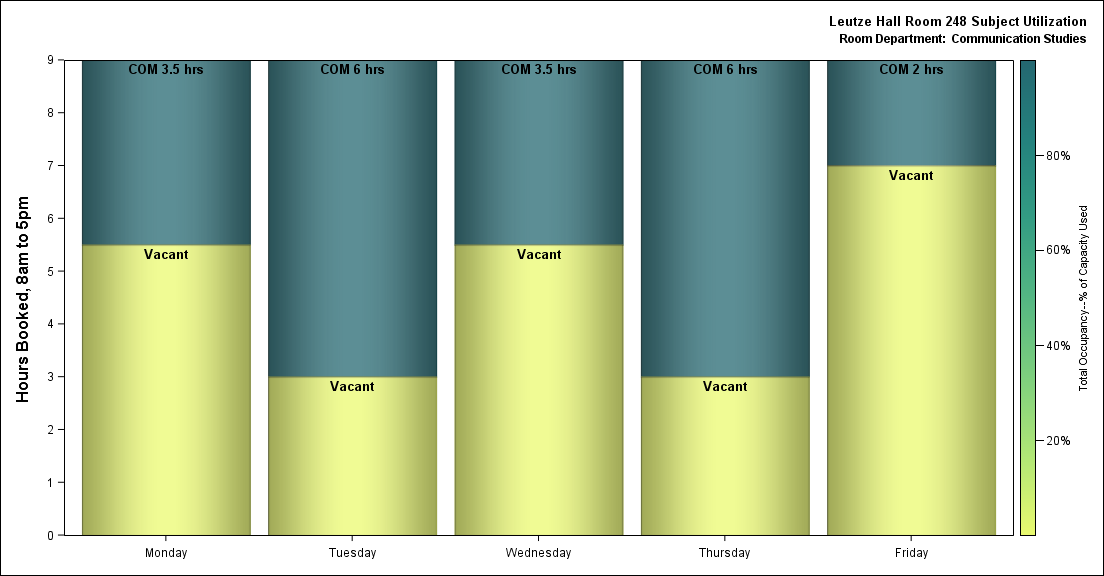 Leutze Hall Room 248 Subject Utilization
Room Department: Communication Studies
Hours Booked, 8am to 5pm
9
8
7
6
5
4
3
2
1
0
COM 3.5 hrs
Vacant
COM 6 hrs
Vacant
COM 3.5 hrs
Vacant
COM 6 hrs
Vacant
COM 2 hrs
Vacant
Monday
Tuesday
Wednesday
Thursday
Friday
80%
60%
40%
20%
Total Occupancy--% of Capacity Used